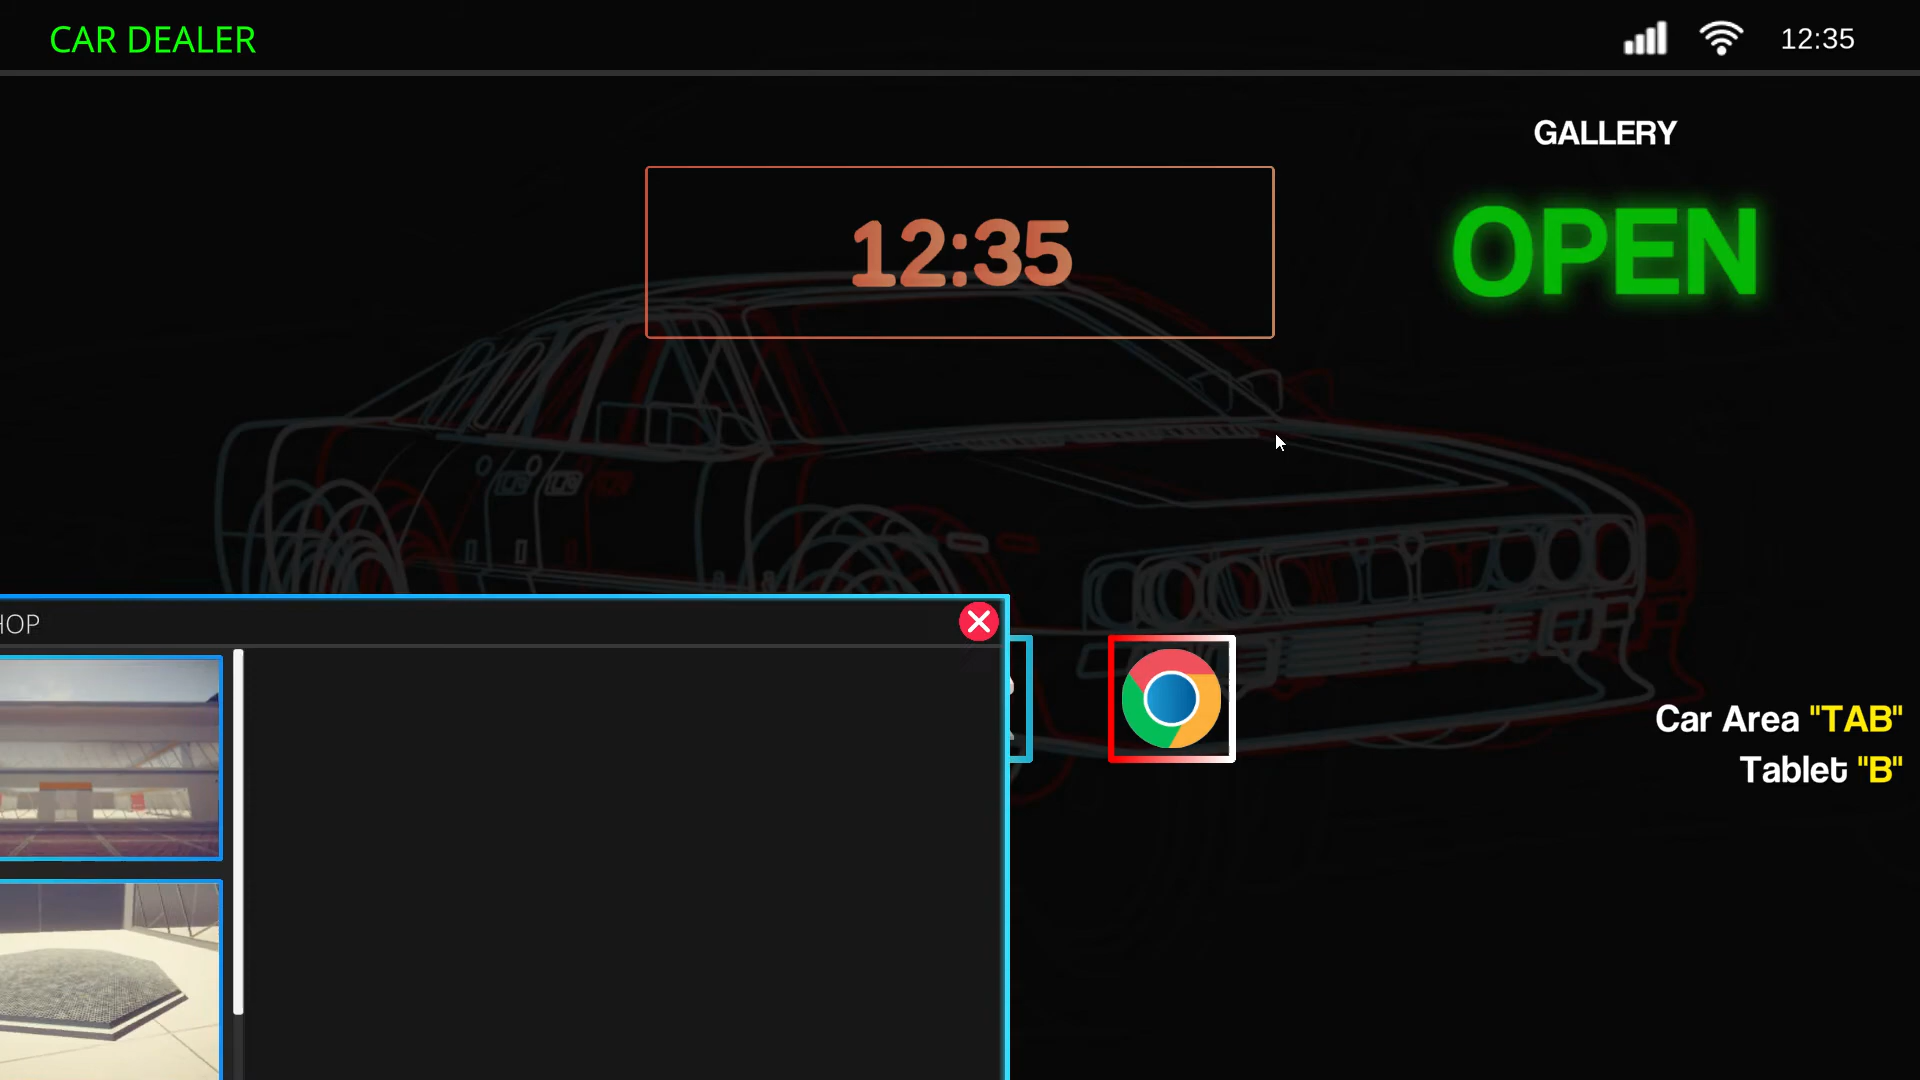 CAR DEALER
12:35
GALLERY
12:35
OPEN
HOP
Car Area "TAB"
Tablet "B"